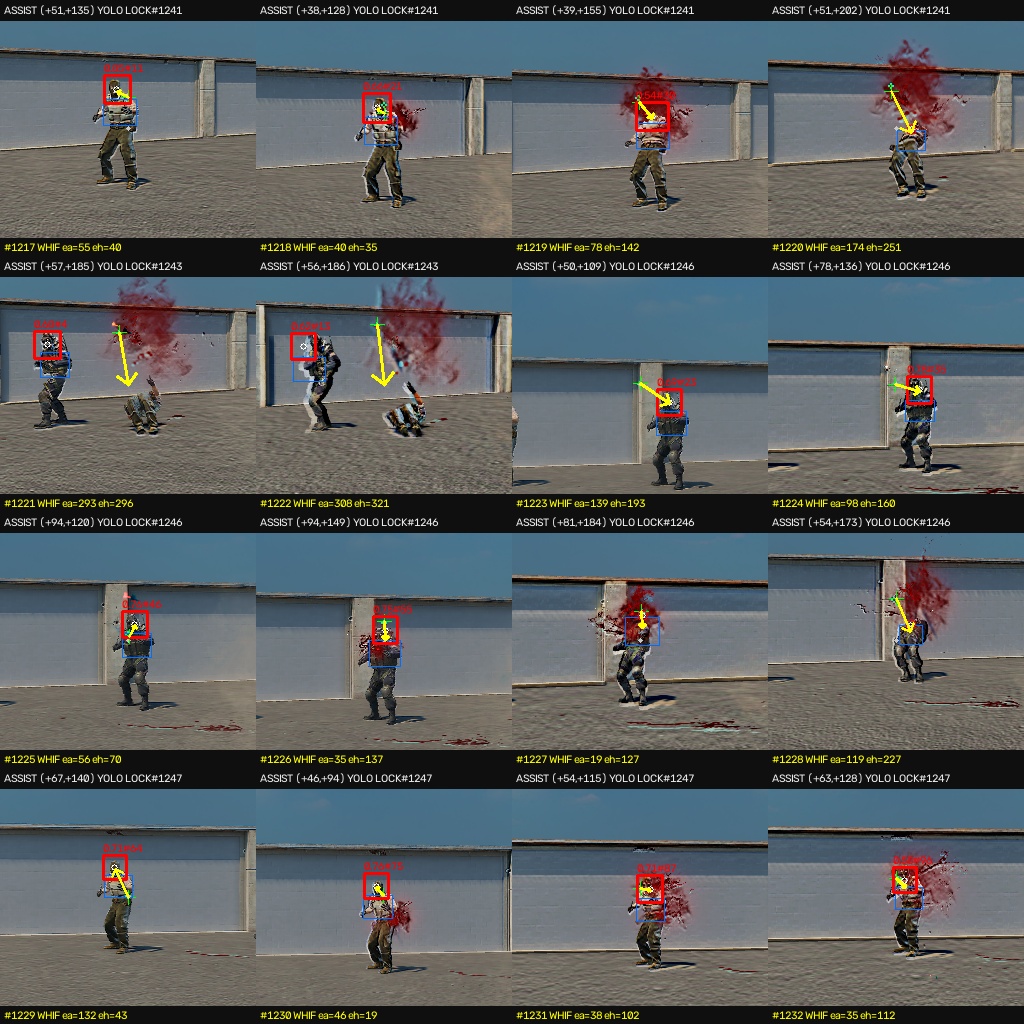 ASSIST (+51,+135) YOLO LOCK#1241
ASSIST (+38,+128) YOLO LOCK#1241
ASSIST (+39,+155) YOLO LOCK#1241
ASSIST (+51,+202) YOLO LOCK#1241
#1217 WHIF ea=55 eh=40
#1218 WHIF ea=40 eh=35
#1219 WHIF ea=78 eh=142
#1220 WHIF ea=174 eh=251
ASSIST (+57,+185) YOLO LOCK#1243
ASSIST (+56,+186) YOLO LOCK#1243
ASSIST (+50,+109) YOLO LOCK#1246
ASSIST (+78,+136) YOLO LOCK#1246
#1221 WHIF ea=293 eh=296
#1222 WHIF ea=308 eh=321
#1223 WHIF ea=139 eh=193
#1224 WHIF ea=98 eh=160
ASSIST (+94,+120) YOLO LOCK#1246
ASSIST (+94,+149) YOLO LOCK#1246
ASSIST (+81,+184) YOLO LOCK#1246
ASSIST (+54,+173) YOLO LOCK#1246
#1225 WHIF ea=56 eh=70
#1226 WHIF ea=35 eh=137
#1227 WHIF ea=19 eh=127
#1228 WHIF ea=119 eh=227
ASSIST (+67,+140) YOLO LOCK#1247
ASSIST (+46,+94) YOLO LOCK#1247
ASSIST (+54,+115) YOLO LOCK#1247
ASSIST (+63,+128) YOLO LOCK#1247
#1229 WHIF ea=132 eh=43
#1230 WHIF ea=46 eh=19
#1231 WHIF ea=38 eh=102
#1232 WHIF ea=35 eh=112